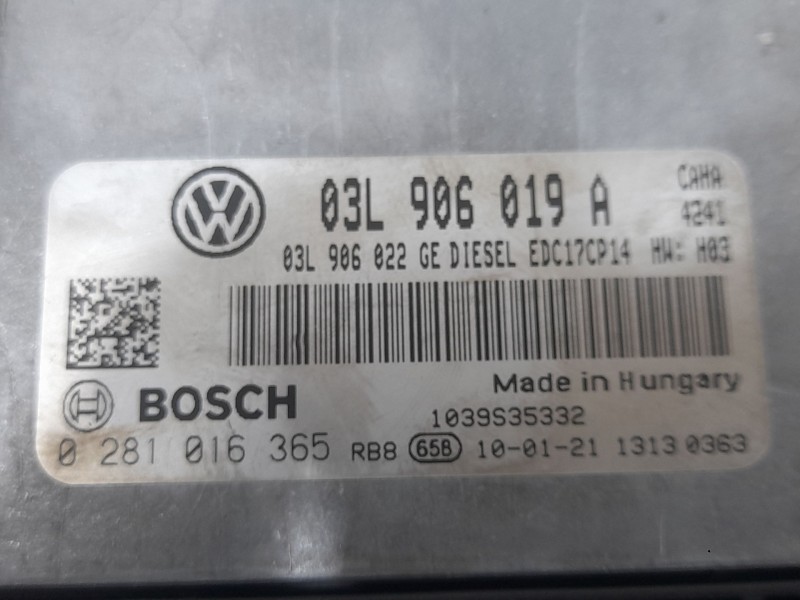 03L 906 019 A CAHA
4241
03L 906 022 GE DIESEL EDC17CP14 HW: H03
Made in Hungary
BOSCH
1039S35332
0 281 016 365 RB8 65B 10-01-21 1313 0363